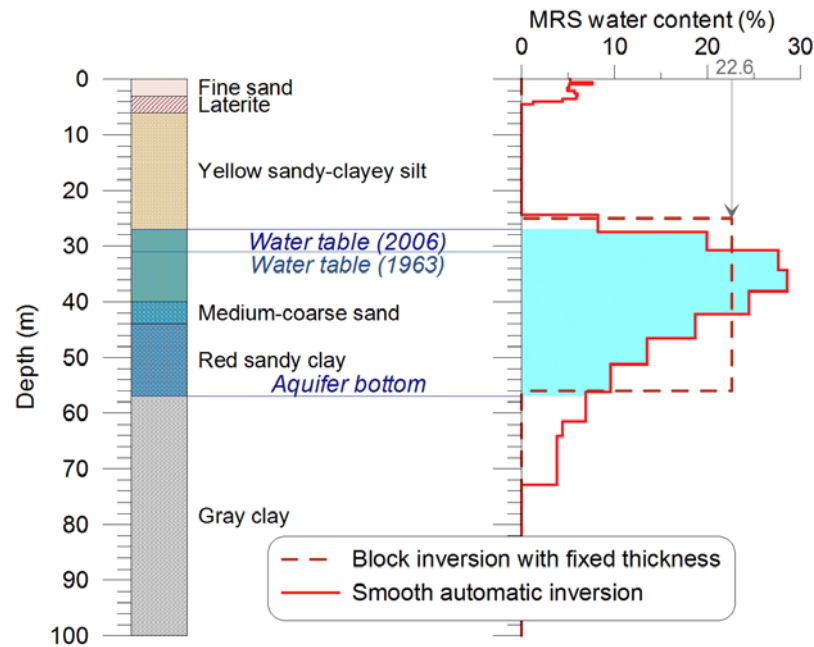 MRS water content (%)
0 10 20 30
22.6
Depth (m)
0
10
20
30
40
50
60
70
80
90
100
Fine sand
Laterite
Yellow sandy-clayey silt
Water table (2006)
Water table (1963)
Medium-coarse sand
Red sandy clay
Aquifer bottom
Gray clay
Block inversion with fixed thickness
Smooth automatic inversion